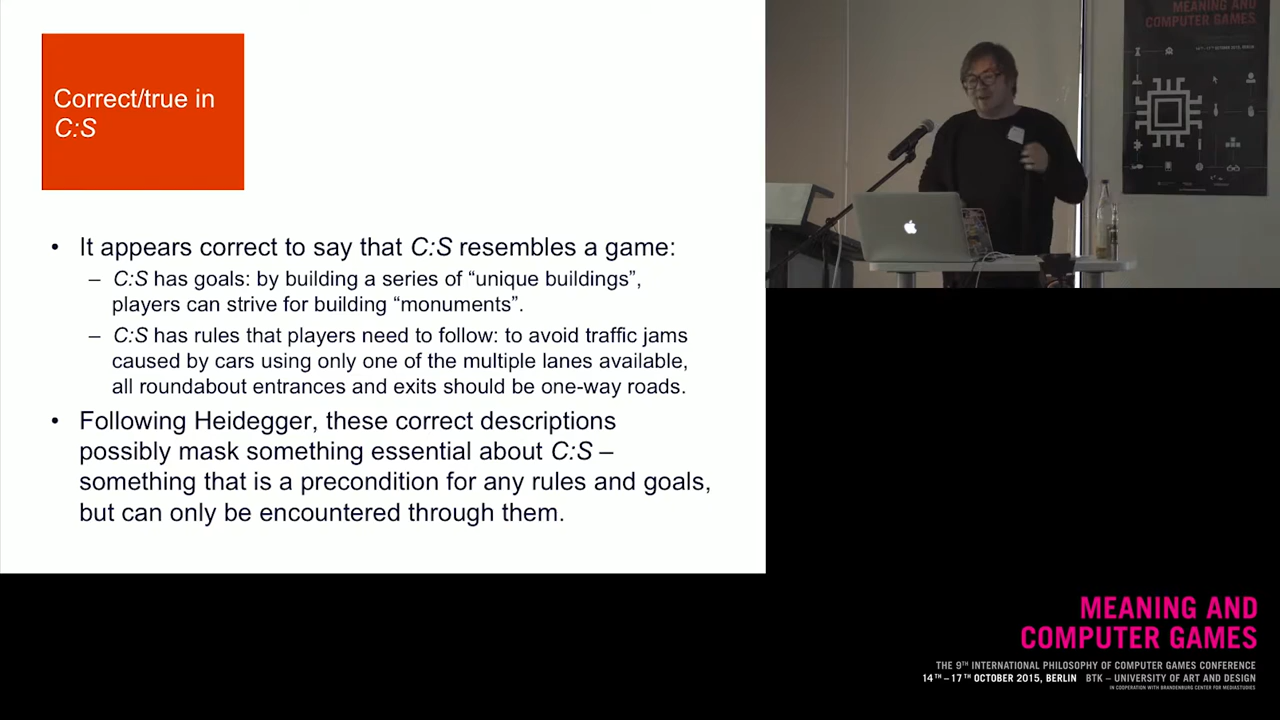 Correct/true in
C:S
• It appears correct to say that C:S resembles a game:
– C:S has goals: by building a series of “unique buildings”,
players can strive for building “monuments”.
– C:S has rules that players need to follow: to avoid traffic jams
caused by cars using only one of the multiple lanes available,
all roundabout entrances and exits should be one-way roads.
• Following Heidegger, these correct descriptions
possibly mask something essential about C:S –
something that is a precondition for any rules and goals,
but can only be encountered through them.
MEANING AND
COMPUTER GAMES
MEANING AND
COMPUTER GAMES
THE 9TH INTERNATIONAL PHILOSOPHY OF COMPUTER GAMES CONFERENCE
14TH – 17TH OCTOBER 2015, BERLIN BTK – UNIVERSITY OF ART AND DESIGN
IN COOPERATION WITH BRANDENBURG CENTER FOR MEDIASTUDIES